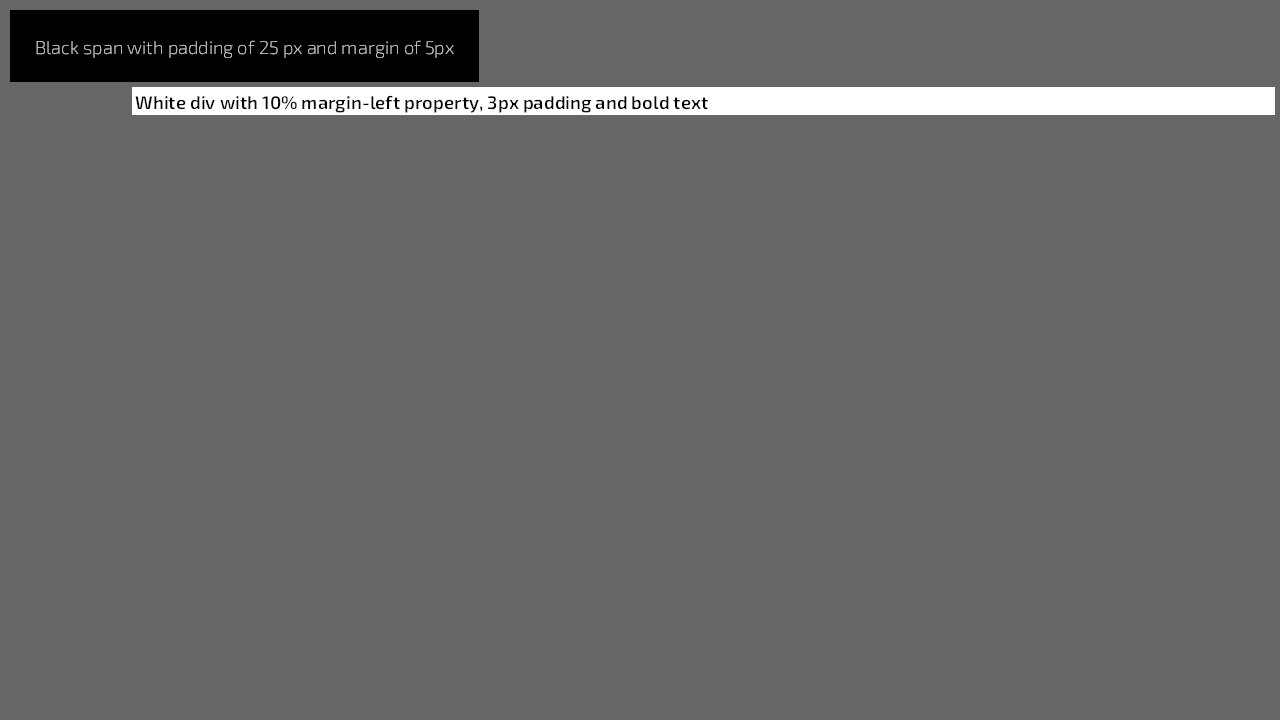 Black span with padding of 25 px and margin of 5px
White div with 10% margin-left property, 3px padding and bold text